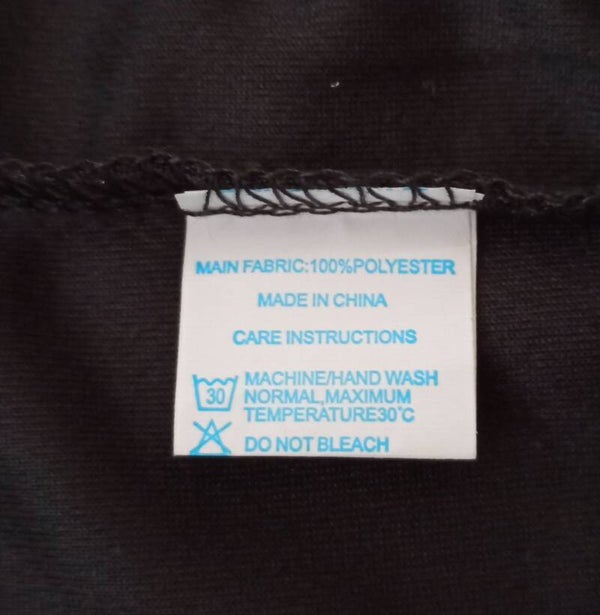 MAIN FABRIC:100%POLYESTER
MADE IN CHINA
CARE INSTRUCTIONS
30 MACHINE/HAND WASH
NORMAL,MAXIMUM
TEMPERATURE30°C
DO NOT BLEACH